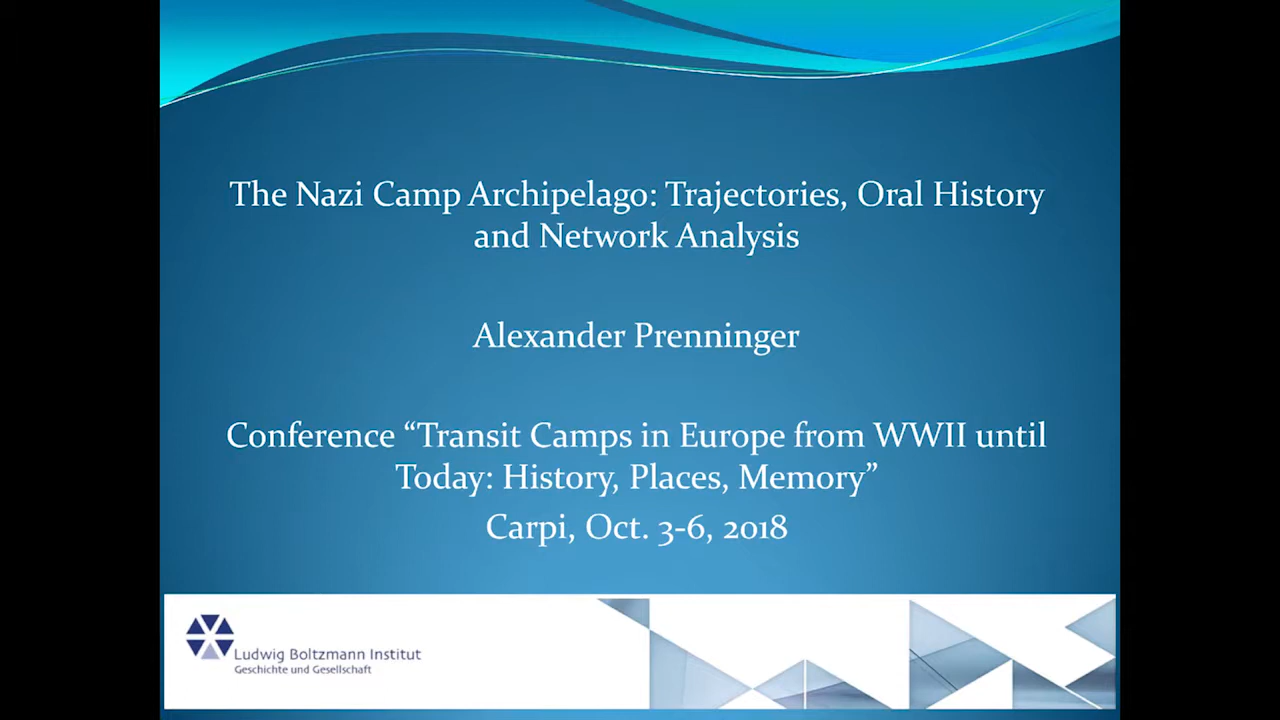 The Nazi Camp Archipelago: Trajectories, Oral History
and Network Analysis
Alexander Prenninger
Conference “Transit Camps in Europe from WWII until
Today: History, Places, Memory”
Carpi, Oct. 3-6, 2018
Ludwig Boltzmann Institut
Geschichte und Gesellschaft